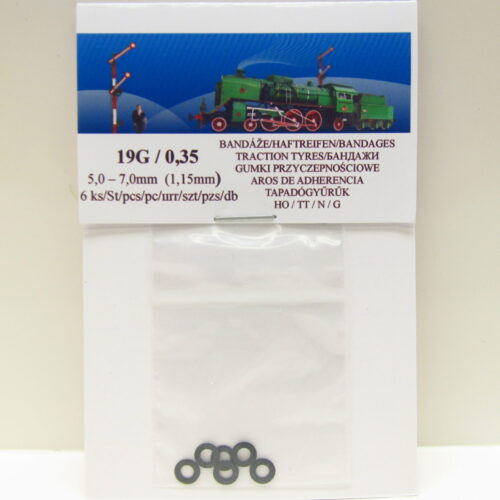 19G / 0,35
5,0 – 7,0mm (1,15mm)
6 ks/St/pcs/pc/шт/szt/pzs/db
BANDÁŽE/HAFTREIFEN/BANDAGES
TRACTION TYRES/БАНДАЖИ
GUMKI PRZYCZEPNOŚCIOWE
AROS DE ADHERENCIA
TAPADÓGYŰRŰK
HO / TT / N / G